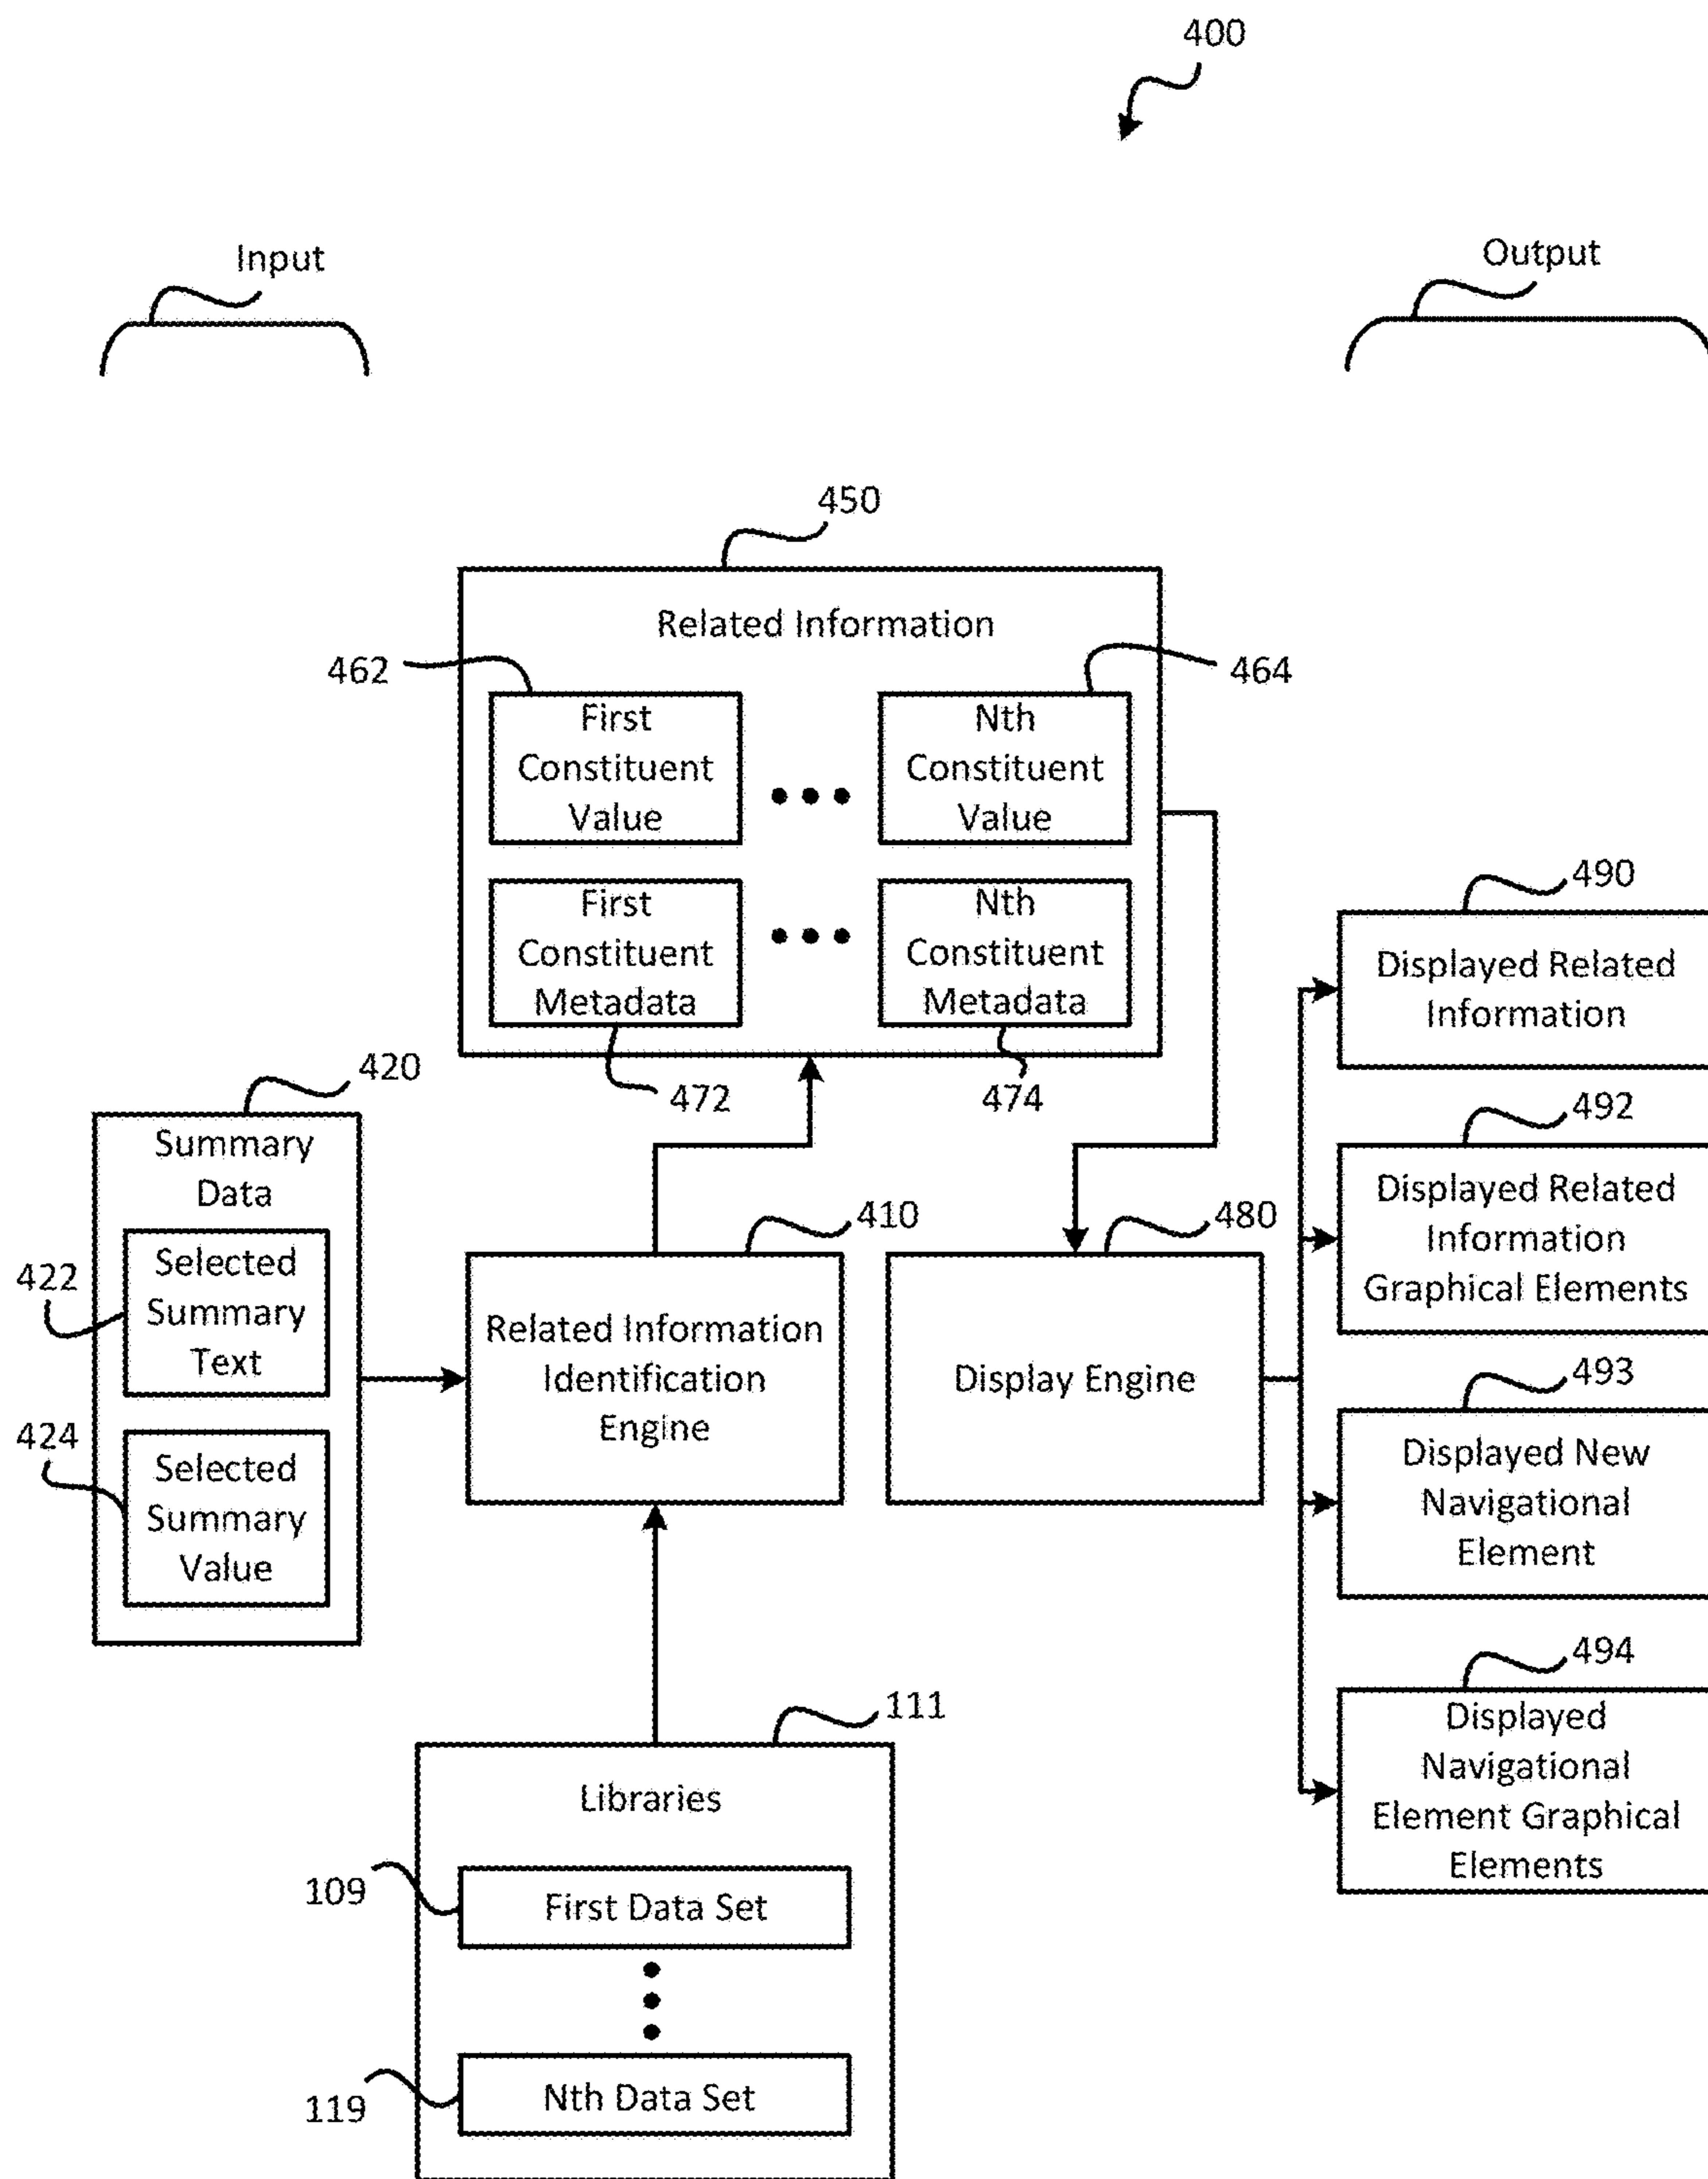 400
Input
Output
450
Related Information
462
464
First
Constituent
Value
Nth
Constituent
Value
First
Constituent
Metadata
Nth
Constituent
Metadata
472
474
490
Displayed Related
Information
420
Summary
Data
422
Selected
Summary
Text
424
Selected
Summary
Value
410
Related Information
Identification
Engine
480
Display Engine
492
Displayed Related
Information
Graphical Elements
493
Displayed New
Navigational
Element
494
Displayed
Navigational
Element Graphical
Elements
111
Libraries
109
First Data Set
119
Nth Data Set